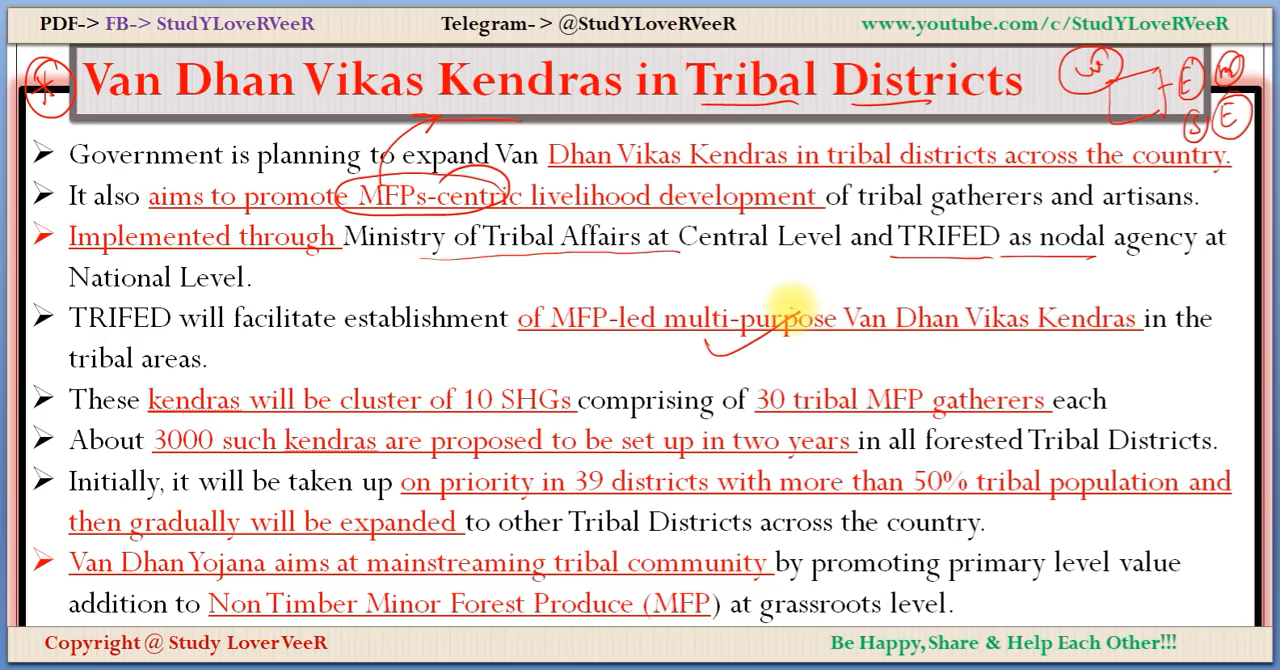 PDF-> FB-> StudYLoveRVeeR Telegram- > @StudYLoveRVeeR www.youtube.com/c/StudYLoveRVeeR
Van Dhan Vikas Kendras in Tribal Districts
➤ Government is planning to expand Van Dhan Vikas Kendras in tribal districts across the country.
➤ It also aims to promote MFPs-centric livelihood development of tribal gatherers and artisans.
➤ Implemented through Ministry of Tribal Affairs at Central Level and TRIFED as nodal agency at
National Level.
➤ TRIFED will facilitate establishment of MFP-led multi-purpose Van Dhan Vikas Kendras in the
tribal areas.
➤ These kendras will be cluster of 10 SHGs comprising of 30 tribal MFP gatherers each
➤ About 3000 such kendras are proposed to be set up in two years in all forested Tribal Districts.
➤ Initially, it will be taken up on priority in 39 districts with more than 50% tribal population and
then gradually will be expanded to other Tribal Districts across the country.
➤ Van Dhan Yojana aims at mainstreaming tribal community by promoting primary level value
addition to Non Timber Minor Forest Produce (MFP) at grassroots level.
Copyright @ Study LoverVeeR Be Happy,Share & Help Each Other!!!